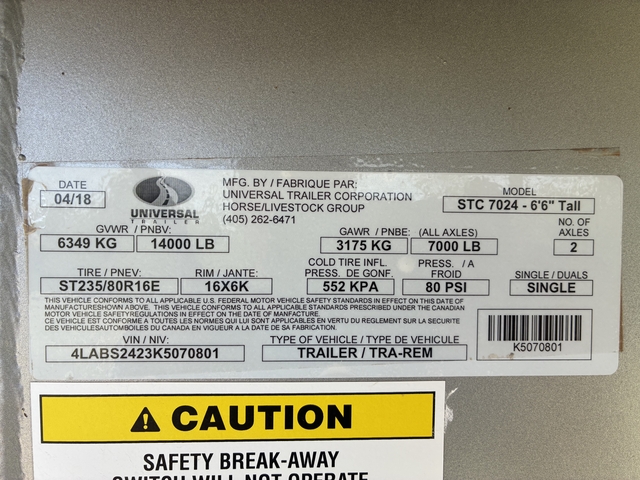 DATE
04/18
UNIVERSAL
TRAILER
MFG. BY / FABRIQUE PAR:
UNIVERSAL TRAILER CORPORATION
HORSE/LIVESTOCK GROUP
(405) 262-6471
MODEL
STC 7024 - 6'6" Tall
GVWR / PNBV:
6349 KG 14000 LB
GAWR / PNBE: (ALL AXLES)
3175 KG 7000 LB
NO. OF
AXLES
2
TIRE / PNEV: RIM / JANTE:
ST235/80R16E 16X6K
COLD TIRE INFL. PRESS. / A
PRESS. DE GONF. FROID
552 KPA 80 PSI
SINGLE / DUALS
SINGLE
THIS VEHICLE CONFORMS TO ALL APPLICABLE U.S. FEDERAL MOTOR VEHICLE SAFETY STANDARDS IN EFFECT ON THIS DATE OF
MANUFACTURESHOWN ABOVE. THIS VEHICLE CONFORMS TO ALL APPLICABLE STANDARDS PRESCRIBED UNDER THE CANADIAN
MOTOR VEHICLE SAFETYREGULATIONS IN EFFECT ON THE DATE OF MANFACTURE.
CE VEHICULE EST CONFORME A TOUTES LES NORMES QUI LUI SONT APPLICABLES EN VERTU DU REGLEMENT SUR LA SECURITE
DES VEHICULESAUTOMOBILES DU CANADA EN VIGUEUR A LA DATE DE SA FABRICATION.
VIN / NIV: TYPE OF VEHICLE / TYPE DE VEHICULE
4LABS2423K5070801 TRAILER / TRA-REM
K5070801
CAUTION
SAFETY BREAK-AWAY
SWITCH WILL NOT OPERATE